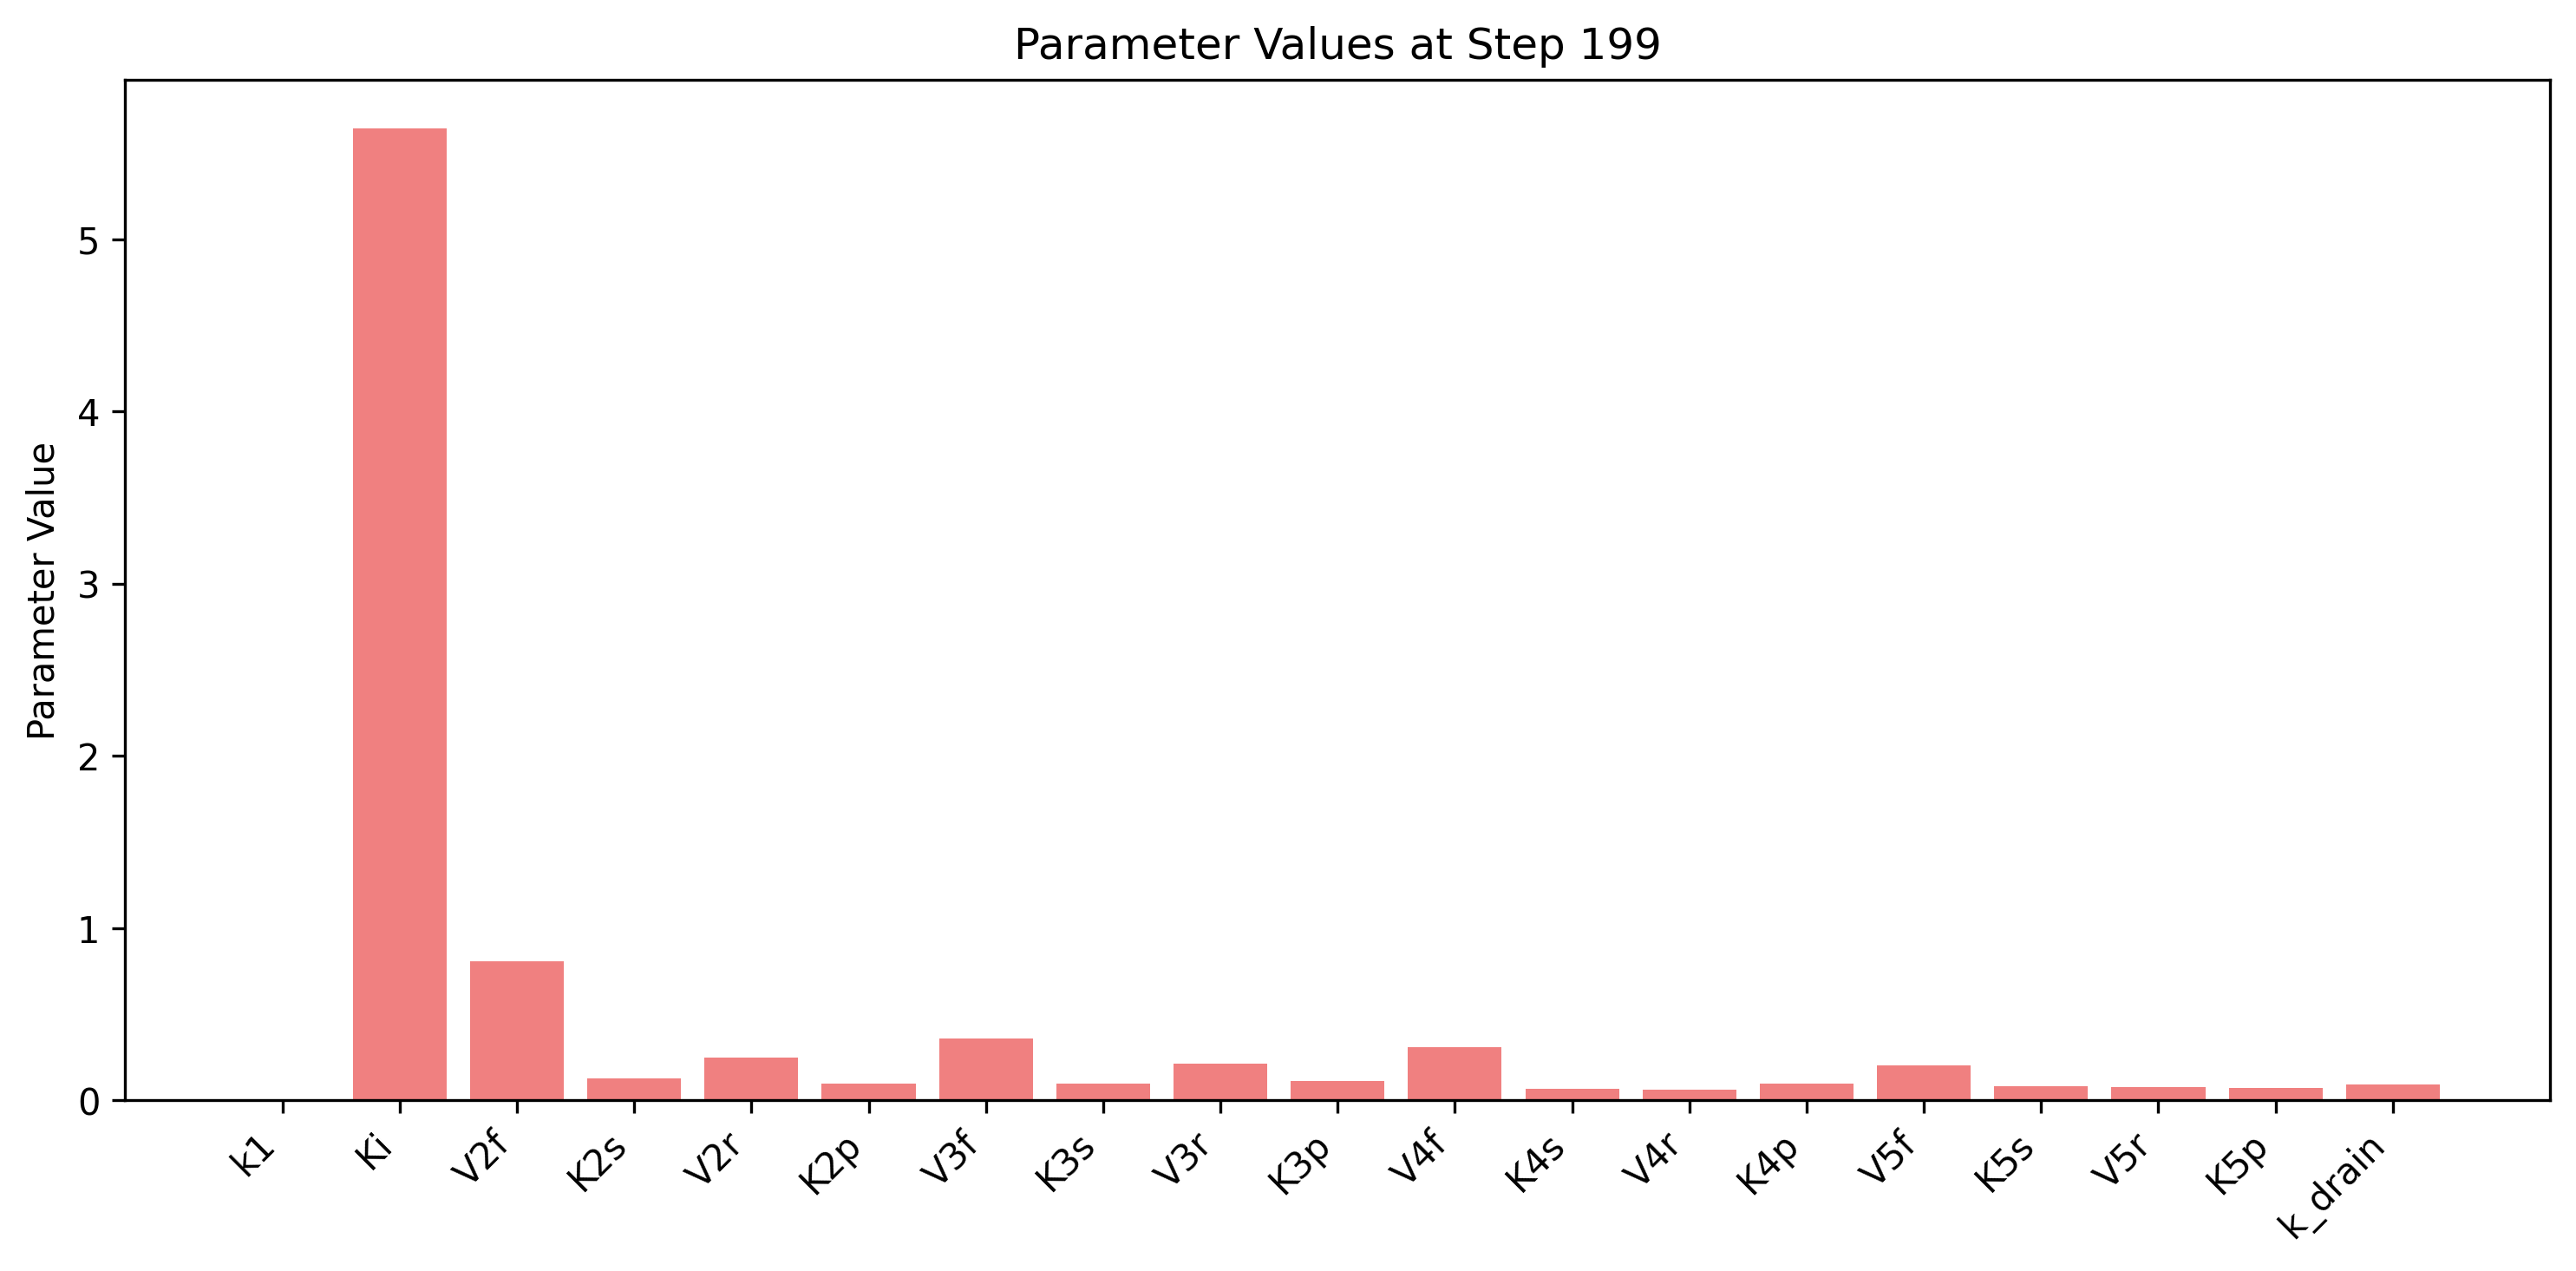 Parameter Values at Step 199
Parameter Value
5
4
3
2
1
0
k1
Ki
V2f
K2s
V2r
K2p
V3f
K3s
V3r
K3p
V4f
K4s
V4r
K4p
V5f
K5s
V5r
K5p
k_drain